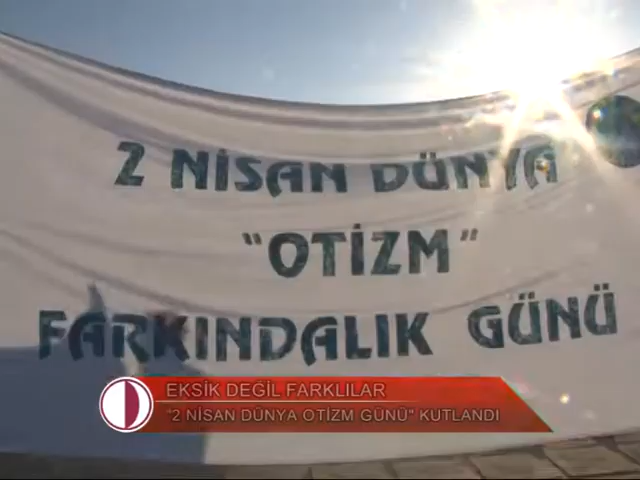 2 NİSAN DÜNYA
"OTİZM"
FARKINDALIK GÜNÜ
EKSİK DEĞİL FARKLILAR
"2 NİSAN DÜNYA OTİZM GÜNÜ" KUTLANDI